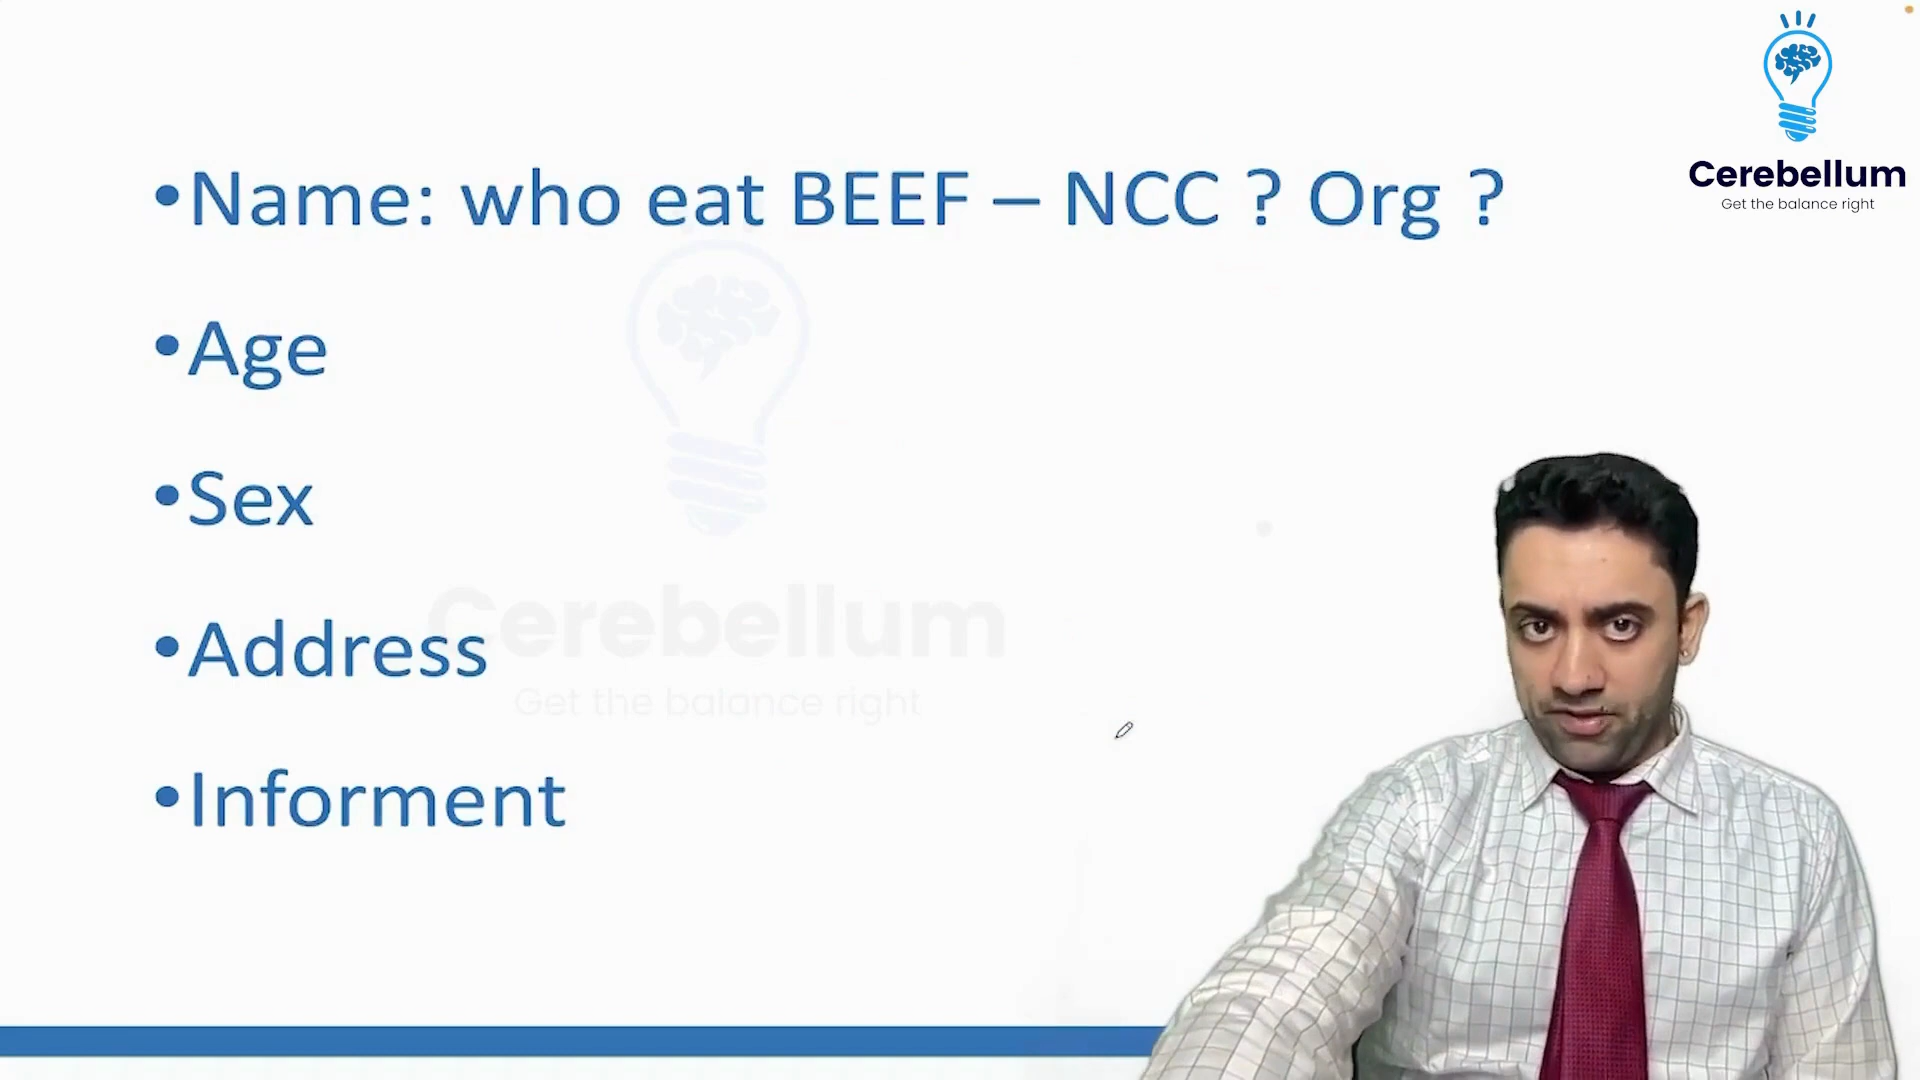 Cerebellum
Get the balance right
•Name: who eat BEEF – NCC ? Org ?
•Age
•Sex
•Address
•Informent
Cerebellum
Get the balance right